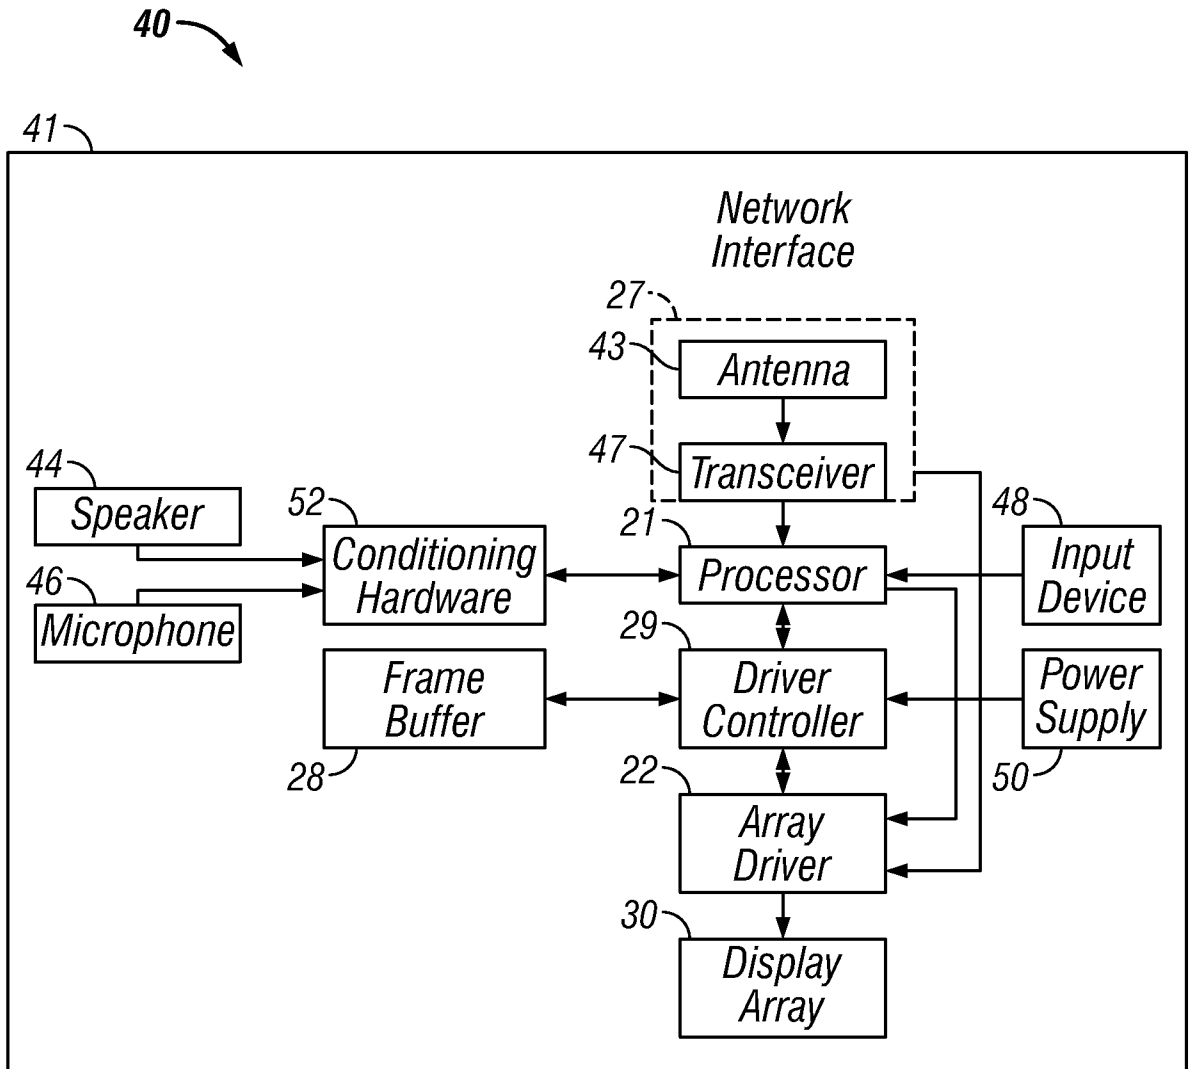 40
41
Network
Interface
27
43
Antenna
47
Transceiver
44
Speaker
52
Conditioning
Hardware
21
Processor
48
Input
Device
46
Microphone
28
Frame
Buffer
29
Driver
Controller
Power
Supply
50
22
Array
Driver
30
Display
Array